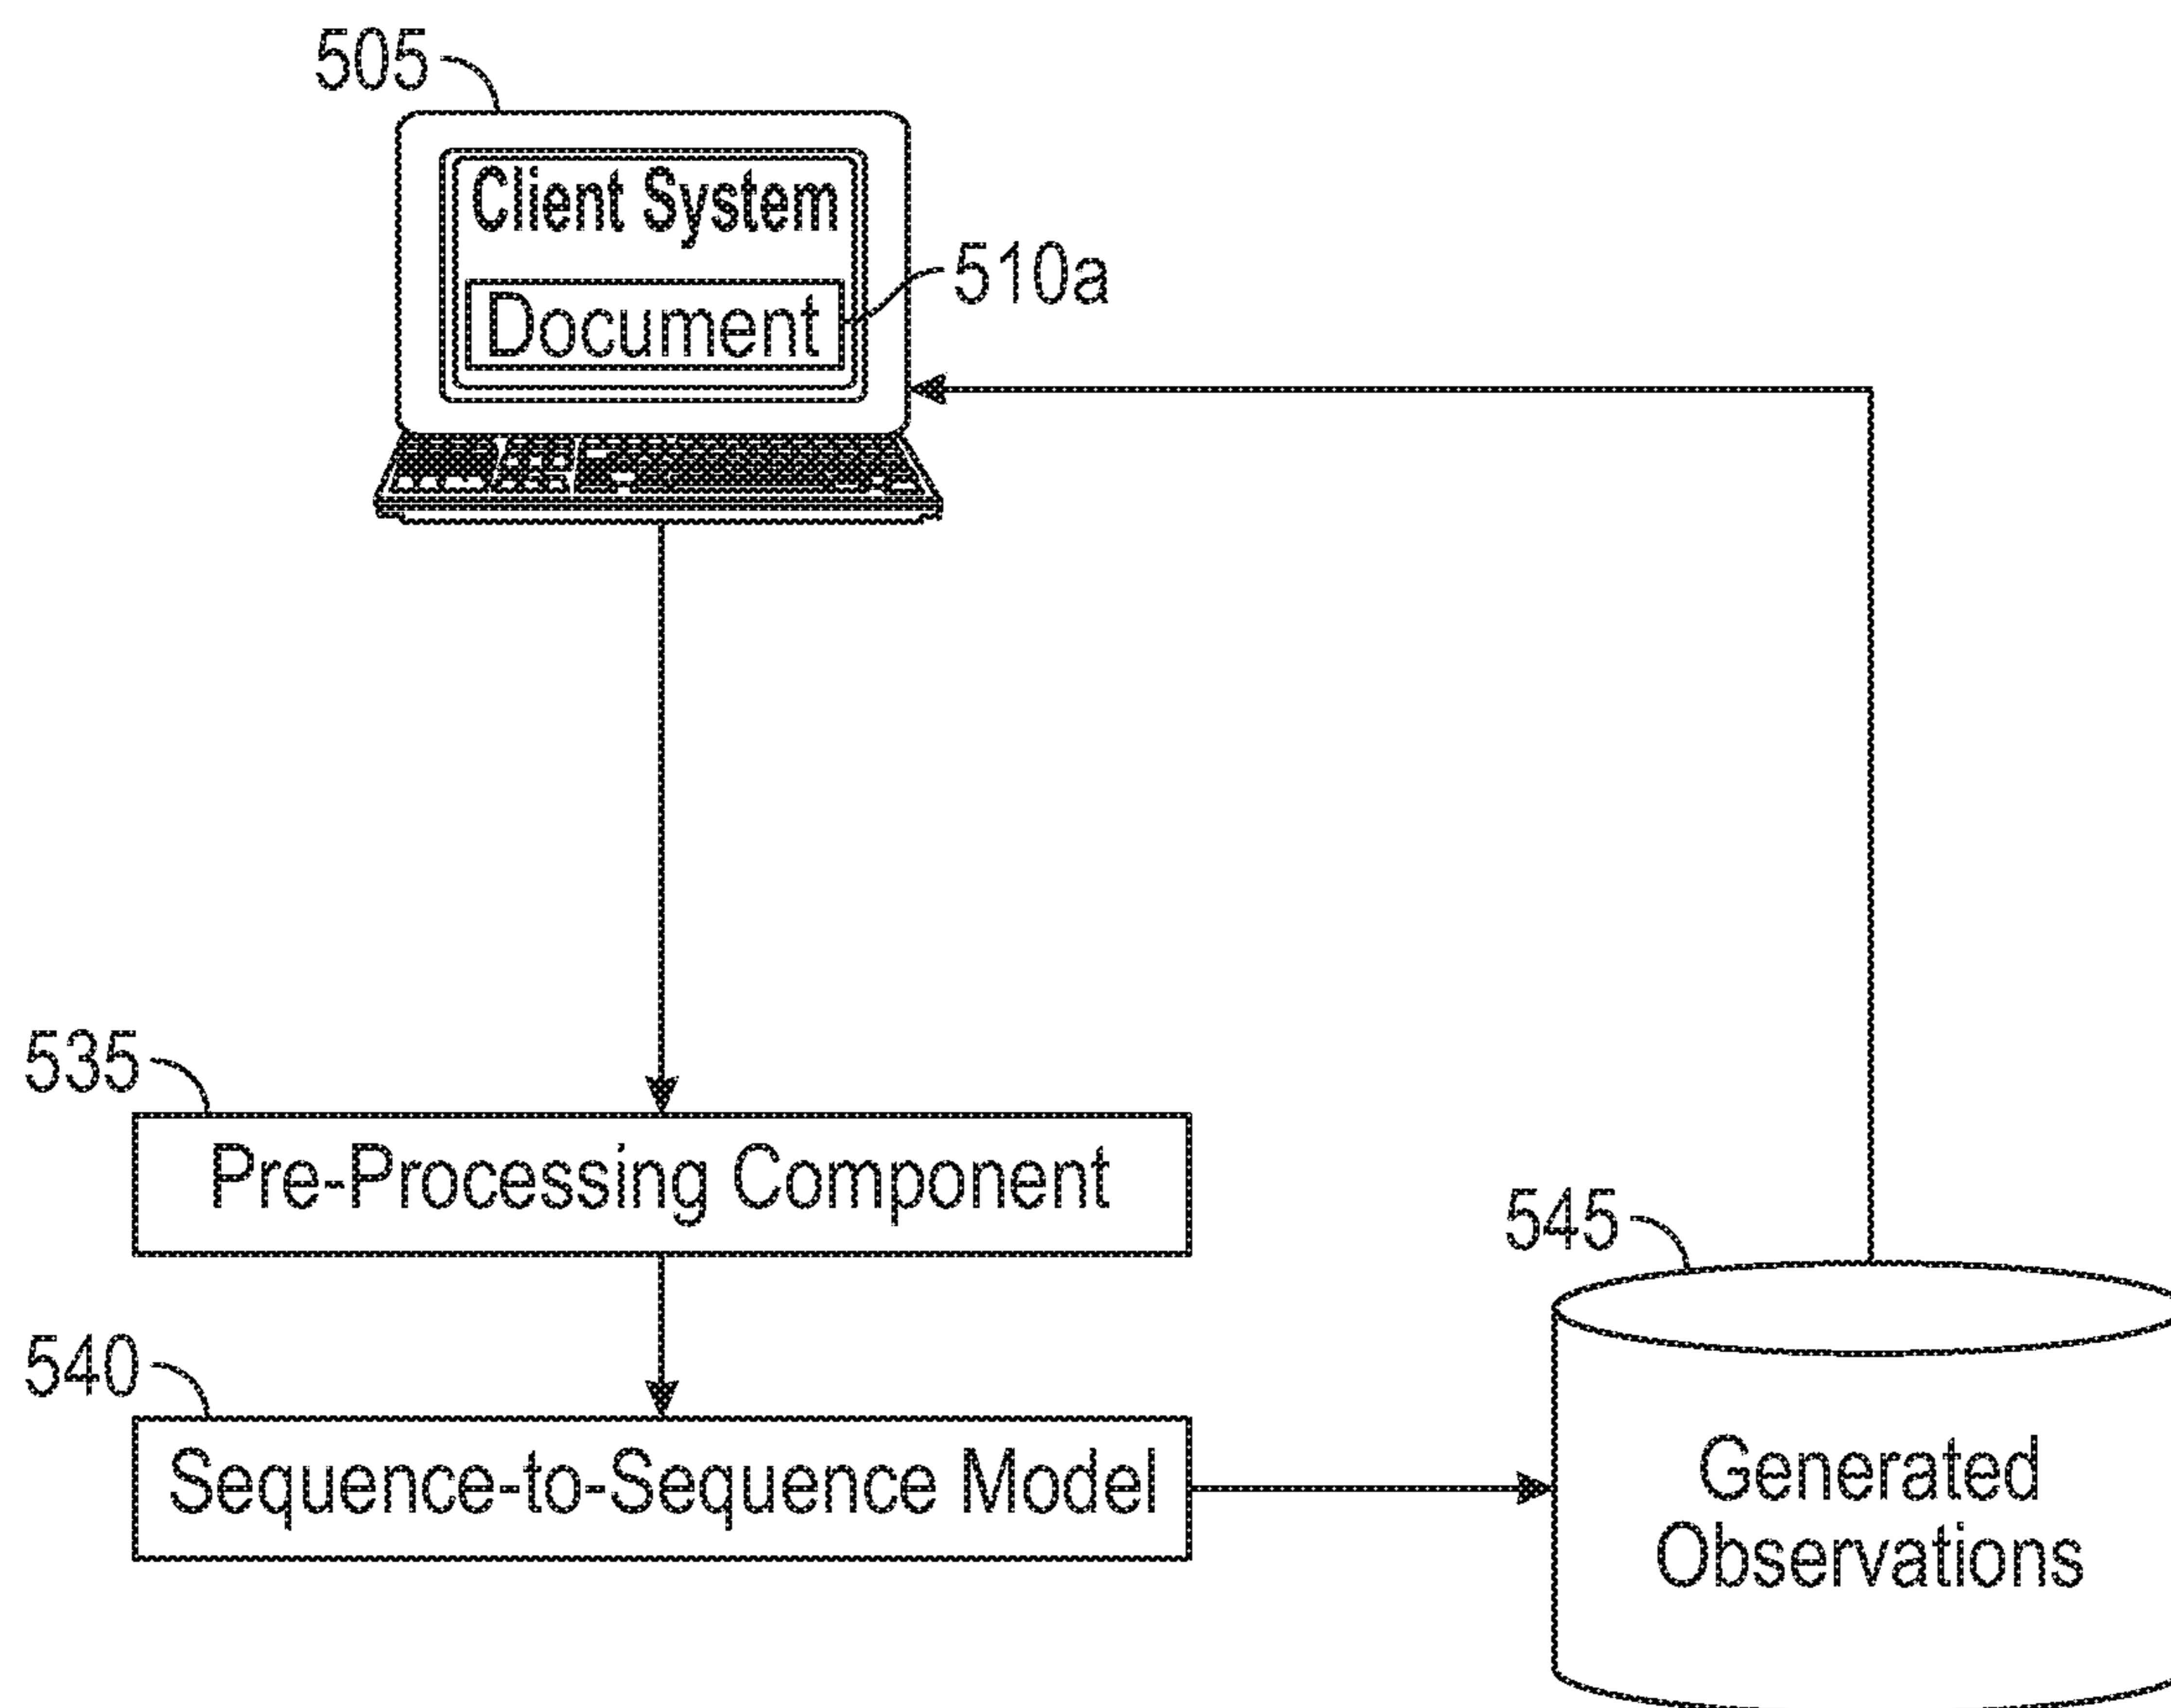 505
Client System
510a
Document
535
Pre-Processing Component
545
540
Sequence-to-Sequence Model
Generated
Observations